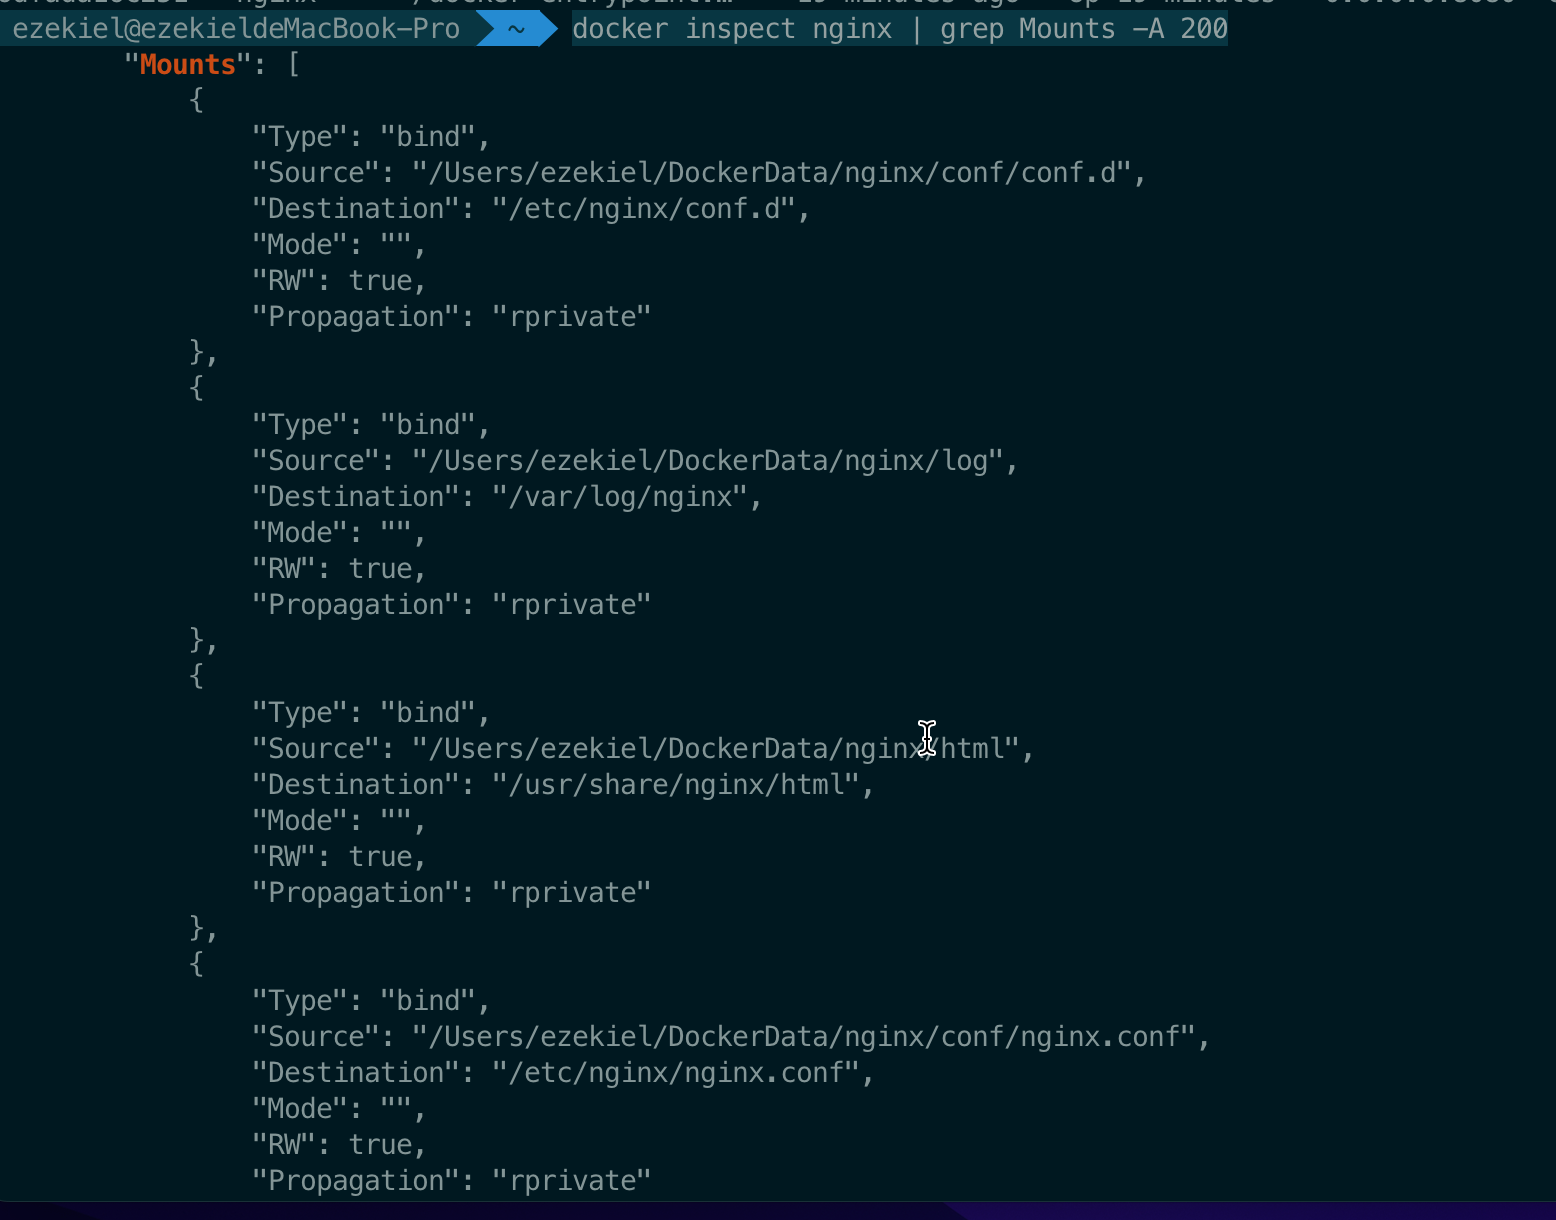 ezekiel@ezekieldeMacBook-Pro ~ docker inspect nginx | grep Mounts -A 200
"Mounts": [
{
"Type": "bind",
"Source": "/Users/ezekiel/DockerData/nginx/conf/conf.d",
"Destination": "/etc/nginx/conf.d",
"Mode": "",
"RW": true,
"Propagation": "rprivate"
},
{
"Type": "bind",
"Source": "/Users/ezekiel/DockerData/nginx/log",
"Destination": "/var/log/nginx",
"Mode": "",
"RW": true,
"Propagation": "rprivate"
},
{
"Type": "bind",
"Source": "/Users/ezekiel/DockerData/nginx/html",
"Destination": "/usr/share/nginx/html",
"Mode": "",
"RW": true,
"Propagation": "rprivate"
},
{
"Type": "bind",
"Source": "/Users/ezekiel/DockerData/nginx/conf/nginx.conf",
"Destination": "/etc/nginx/nginx.conf",
"Mode": "",
"RW": true,
"Propagation": "rprivate"